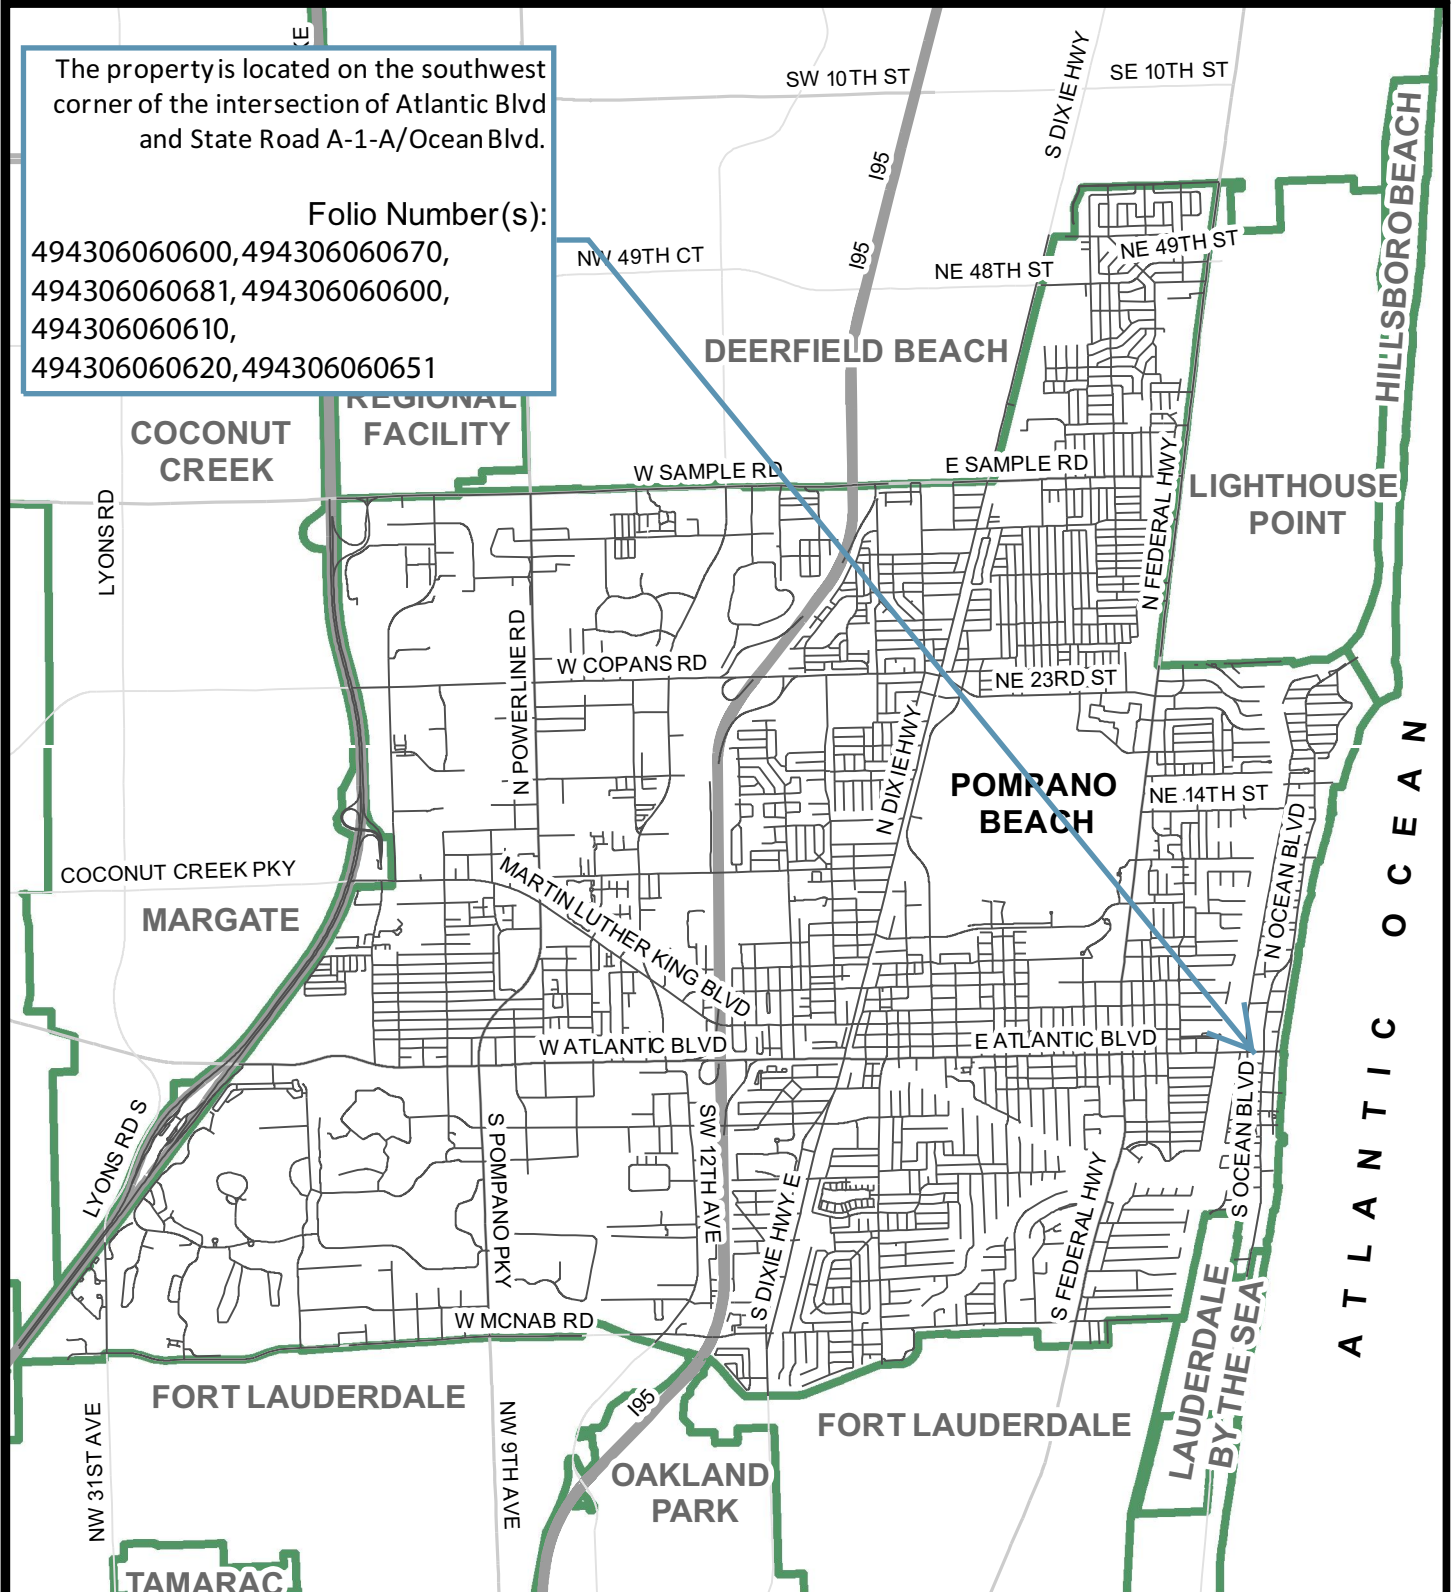 KE
The property is located on the southwest
corner of the intersection of Atlantic Blvd
and State Road A-1-A/Ocean Blvd.
Folio Number(s):
494306060600, 494306060670,
494306060681, 494306060600,
494306060610,
494306060620, 494306060651
SW 10TH ST
SE 10TH ST
S DIXIE HWY
I95
I95
HILLSBORO BEACH
NW 49TH CT
NE 48TH ST
NE 49TH ST
DEERFIELD BEACH
REGIONAL
FACILITY
COCONUT
CREEK
W SAMPLE RD
E SAMPLE RD
LYONS RD
N FEDERAL HWY
LIGHTHOUSE
POINT
N POWERLINE RD
W COPANS RD
NE 23RD ST
N DIXIE HWY
POMPANO
BEACH
NE 14TH ST
N OCEAN BLVD
ATLANTIC OCEAN
COCONUT CREEK PKY
MARGATE
MARTIN LUTHER KING BLVD
W ATLANTIC BLVD
E ATLANTIC BLVD
LYONS RD S
S POMPANO PKY
SW 12TH AVE
S DIXIE HWY E
S FEDERAL HWY
S OCEAN BLVD
W MCNAB RD
LAUDERDALE
BY THE SEA
FORT LAUDERDALE
FORT LAUDERDALE
I95
NW 31ST AVE
NW 9TH AVE
OAKLAND
PARK
TAMARAC